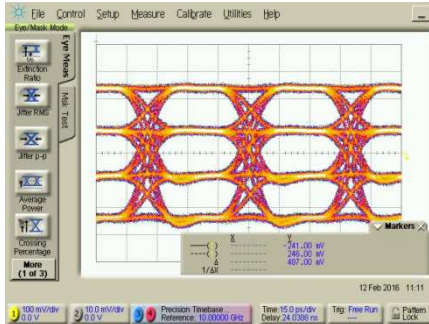 File Control Setup Measure Calibrate Utilities Help
Eye/Mask Mode
Eye Meas
Mask Test
Extinction
Ratio
Jitter RMS
Jitter p-p
Average
Power
Crossing
Percentage
More
(1 of 3)
Markers
X Y
-241.00 mV
246.00 mV
Δ 487.00 mV
1/ΔX
12 Feb 2016 11:11
1 100 mV/div
0.0 V
2 10.0 mV/div
0.0 V
3 4 Precision Timebase...
Reference: 10.00000 GHz
Time:15.0 ps/div
Delay:24.0388 ns
Trig: Free Run
Pattern
Lock